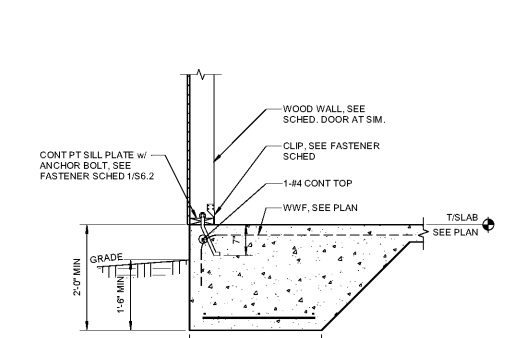 WOOD WALL, SEE
SCHED. DOOR AT SIM.
CLIP, SEE FASTENER
SCHED
CONT PT SILL PLATE w/
ANCHOR BOLT, SEE
FASTENER SCHED 1/S6.2
1-#4 CONT TOP
WWF, SEE PLAN
T/SLAB
SEE PLAN
7"
GRADE
2'-0" MIN
1'-6" MIN